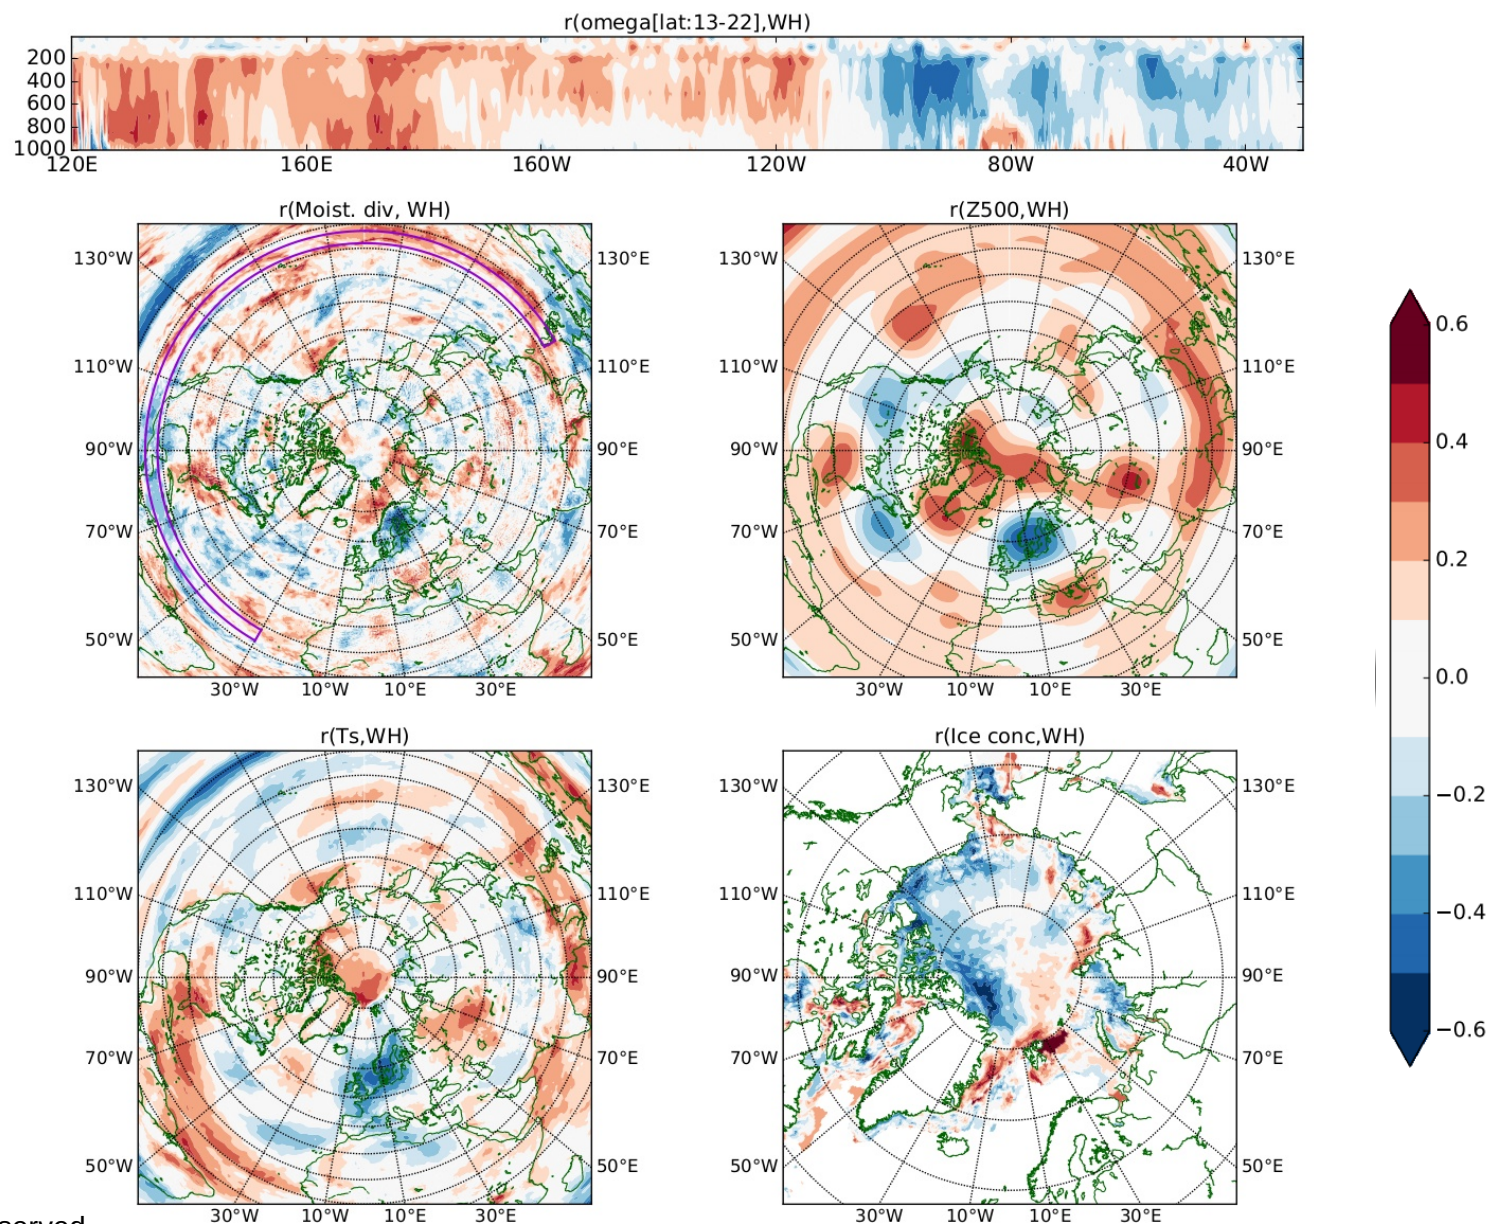 r(omega[lat:13-22],WH)
200
400
600
800
1000
120E 160E 160W 120W 80W 40W
r(Moist. div, WH)
130°W 130°E
110°W 110°E
90°W 90°E
70°W 70°E
50°W 50°E
30°W 10°W 10°E 30°E
r(Z500,WH)
130°W 130°E
110°W 110°E
90°W 90°E
70°W 70°E
50°W 50°E
30°W 10°W 10°E 30°E
0.6
0.4
0.2
0.0
−0.2
−0.4
−0.6
r(Ts,WH)
130°W 130°E
110°W 110°E
90°W 90°E
70°W 70°E
50°W 50°E
30°W 10°W 10°E 30°E
r(Ice conc,WH)
130°W 130°E
110°W 110°E
90°W 90°E
70°W 70°E
50°W 50°E
30°W 10°W 10°E 30°E